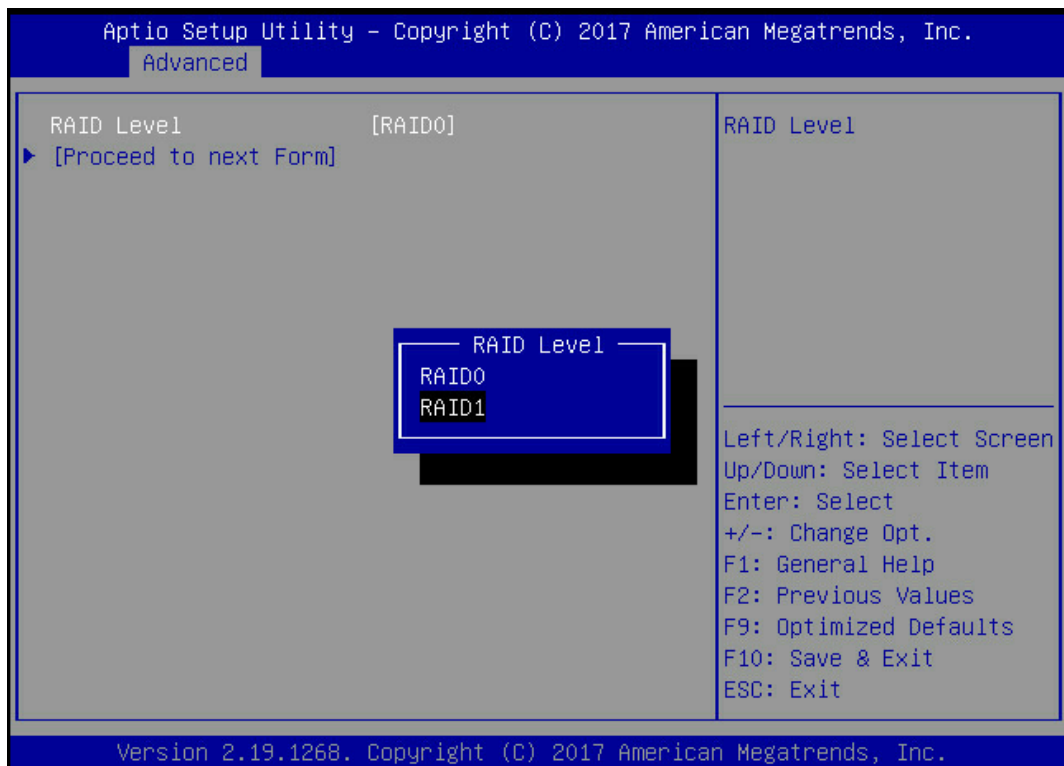 Aptio Setup Utility – Copyright (C) 2017 American Megatrends, Inc.
Advanced
RAID Level [RAID0]
[Proceed to next Form]
RAID Level
RAID Level
RAID0
RAID1
Left/Right: Select Screen
Up/Down: Select Item
Enter: Select
+/-: Change Opt.
F1: General Help
F2: Previous Values
F9: Optimized Defaults
F10: Save & Exit
ESC: Exit
Version 2.19.1268. Copyright (C) 2017 American Megatrends, Inc.